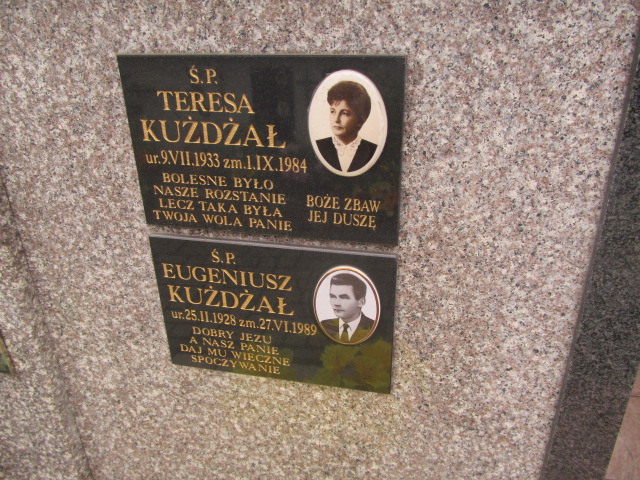 Ś.P.
TERESA
KUŻDŻAŁ
ur.9.VII.1933 zm.1.IX.1984
BOLESNE BYŁO
NASZE ROZSTANIE
LECZ TAKA BYŁA
TWOJA WOLA PANIE
BOŻE ZBAW
JEJ DUSZĘ
Ś.P.
EUGENIUSZ
KUŻDŻAŁ
ur.25.II.1928 zm.27.VI.1989
DOBRY JEZU
A NASZ PANIE
DAJ MU WIECZNE
SPOCZYWANIE